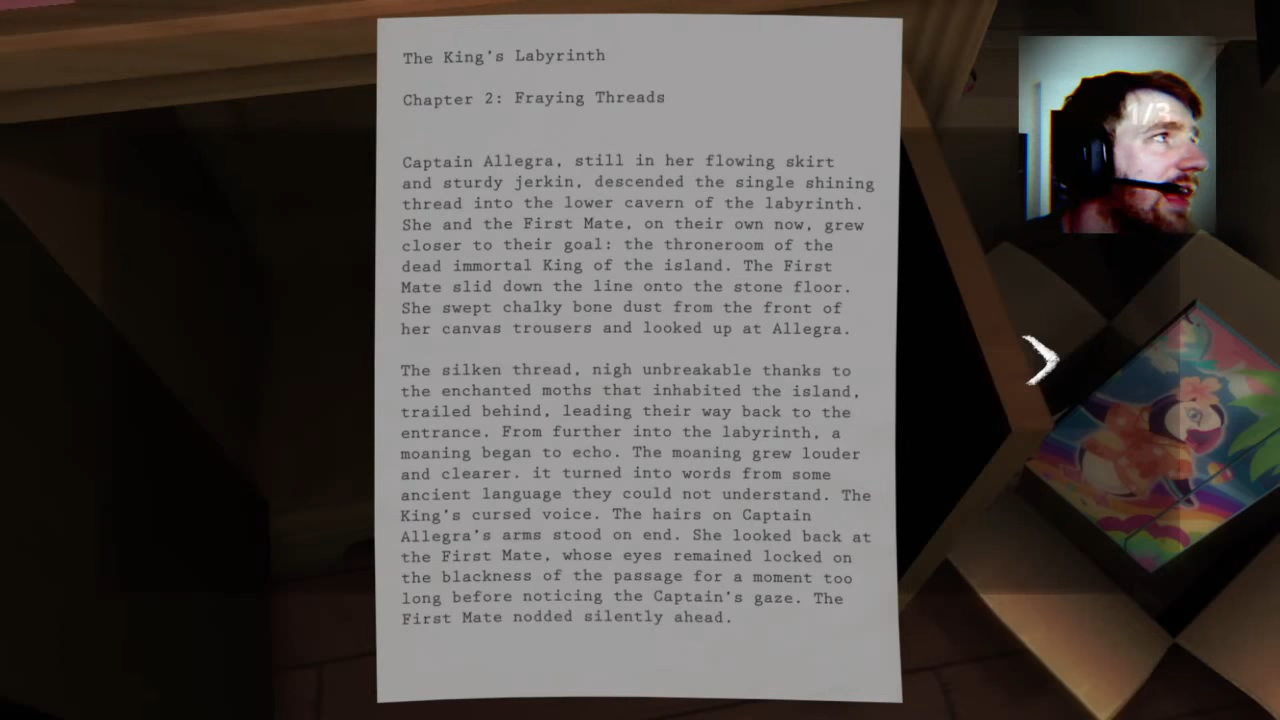 The King's Labyrinth
Chapter 2: Fraying Threads
Captain Allegra, still in her flowing skirt
and sturdy jerkin, descended the single shining
thread into the lower cavern of the labyrinth.
She and the First Mate, on their own now, grew
closer to their goal: the throneroom of the
dead immortal King of the island. The First
Mate slid down the line onto the stone floor.
She swept chalky bone dust from the front of
her canvas trousers and looked up at Allegra.
The silken thread, nigh unbreakable thanks to
the enchanted moths that inhabited the island,
trailed behind, leading their way back to the
entrance. From further into the labyrinth, a
moaning began to echo. The moaning grew louder
and clearer. it turned into words from some
ancient language they could not understand. The
King's cursed voice. The hairs on Captain
Allegra's arms stood on end. She looked back at
the First Mate, whose eyes remained locked on
the blackness of the passage for a moment too
long before noticing the Captain's gaze. The
First Mate nodded silently ahead.
1/3